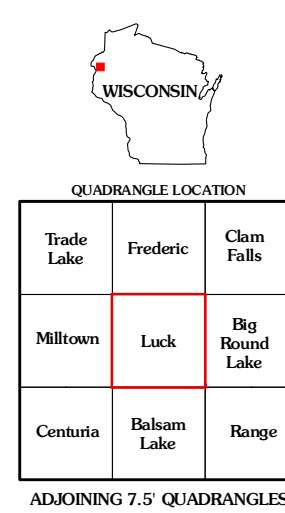 WISCONSIN
QUADRANGLE LOCATION
Trade
Lake
Frederic
Clam
Falls
Milltown
Luck
Big
Round
Lake
Centuria
Balsam
Lake
Range
ADJOINING 7.5' QUADRANGLES